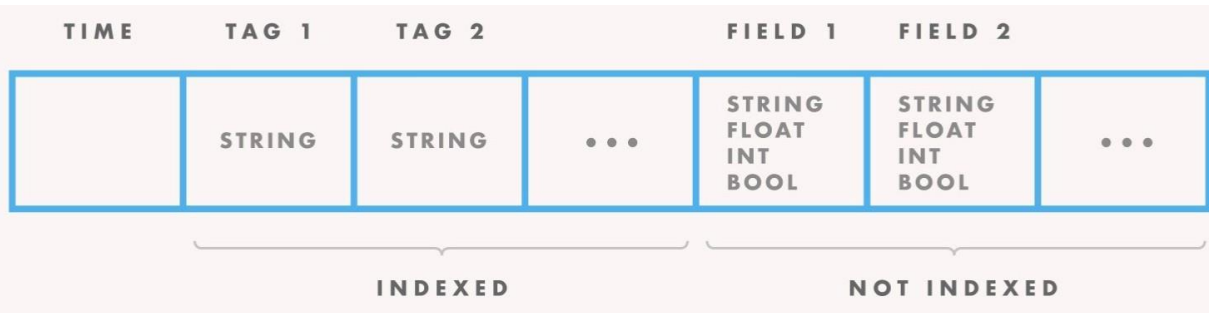 TIME TAG 1 TAG 2 FIELD 1 FIELD 2
STRING STRING ••• STRING FLOAT INT BOOL STRING FLOAT INT BOOL •••
INDEXED NOT INDEXED